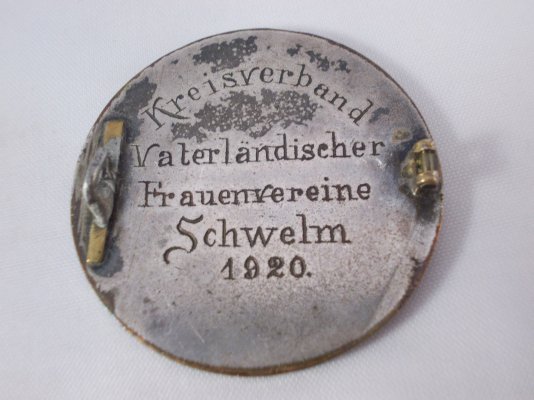 Kreisverband
Vaterländischer
Frauenvereine
Schwelm
1920.